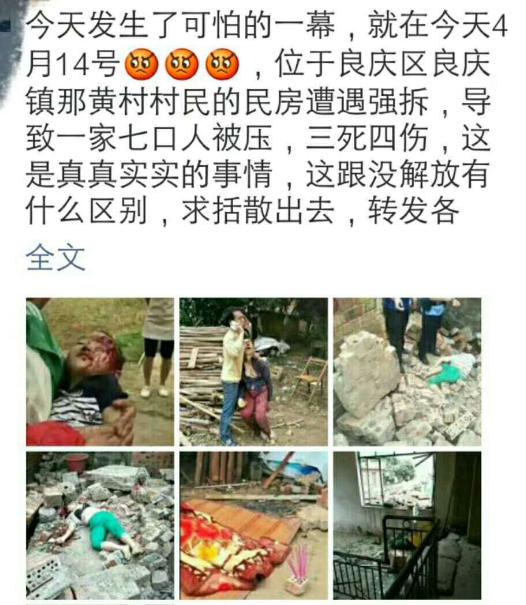 今天发生了可怕的一幕，就在今天4
月14号😡😡😡，位于良庆区良庆
镇那黄村村民的民房遭遇强拆，导
致一家七口人被压，三死四伤，这
是真真实实的事情，这跟没解放有
什么区别，求括散出去，转发各
全文